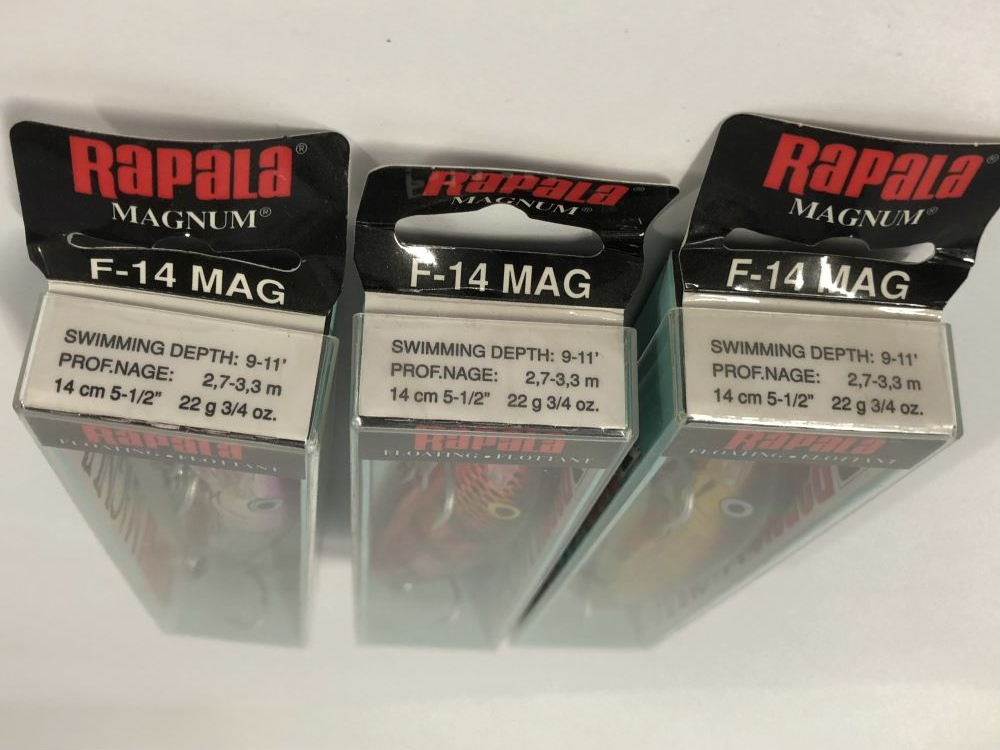 RapaLa®
MAGNUM®
F-14 MAG
SWIMMING DEPTH: 9-11'
PROF.NAGE: 2,7-3,3 m
14 cm 5-1/2" 22 g 3/4 oz.
RapaLa
FLOATING • FLOTTANT
RapaLa®
MAGNUM®
F-14 MAG
SWIMMING DEPTH: 9-11'
PROF.NAGE: 2,7-3,3 m
14 cm 5-1/2" 22 g 3/4 oz.
RapaLa
FLOATING • FLOTTANT
RapaLa®
MAGNUM®
F-14 MAG
SWIMMING DEPTH: 9-11'
PROF.NAGE: 2,7-3,3 m
14 cm 5-1/2" 22 g 3/4 oz.
RapaLa
FLOATING • FLOTTANT